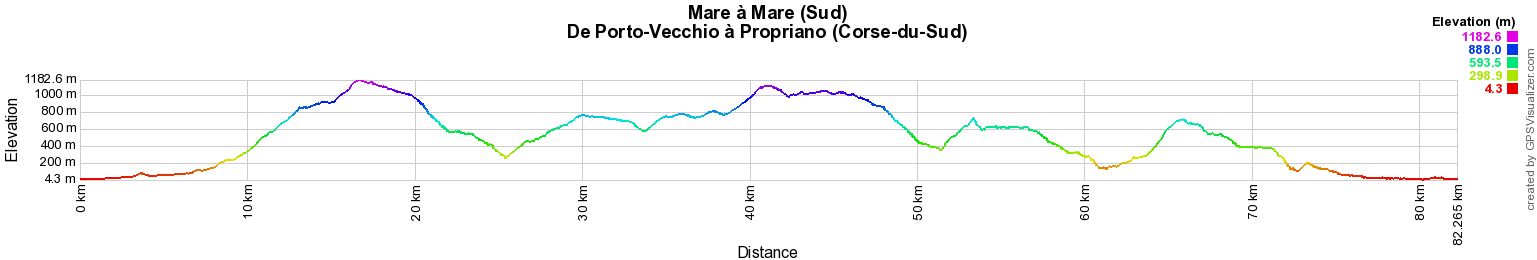 Mare à Mare (Sud)
De Porto-Vecchio à Propriano (Corse-du-Sud)
Elevation (m)
1182.6
888.0
593.5
298.9
4.3
Elevation
1182.6 m
1000 m
800 m
600 m
400 m
200 m
4.3 m
0 km
10 km
20 km
30 km
40 km
50 km
60 km
70 km
80 km
82.265 km
Distance
created by GPSVisualizer.com